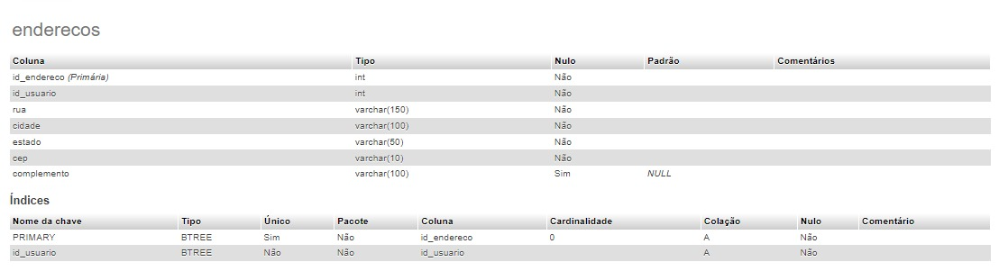 enderecos
Coluna Tipo Nulo Padrão Comentários
id_endereco (Primária) int Não
id_usuario int Não
rua varchar(150) Não
cidade varchar(100) Não
estado varchar(50) Não
cep varchar(10) Não
complemento varchar(100) Sim NULL
Índices
Nome da chave Tipo Único Pacote Coluna Cardinalidade Colação Nulo Comentário
PRIMARY BTREE Sim Não id_endereco 0 A Não
id_usuario BTREE Não Não id_usuario A Não